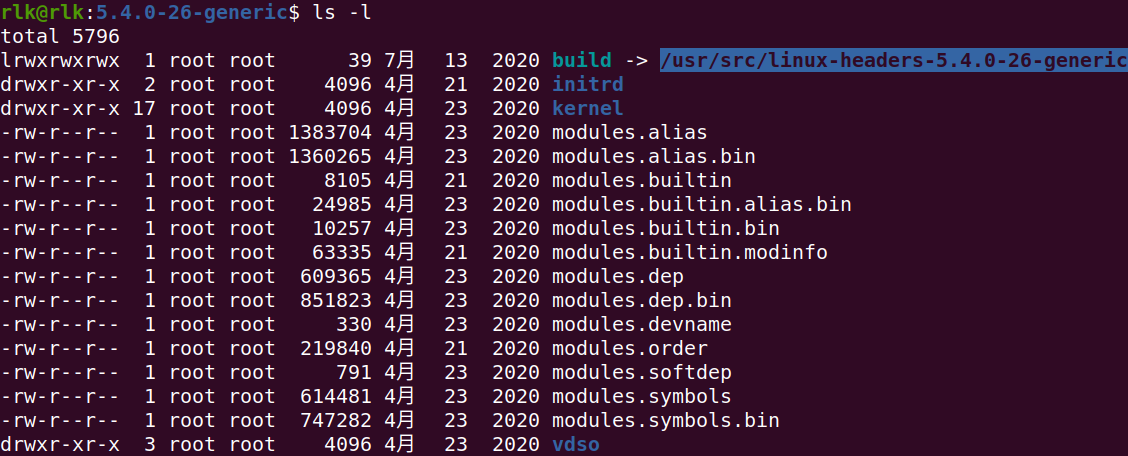 rlk@rlk:5.4.0-26-generic$ ls -l
total 5796
lrwxrwxrwx  1 root root      39 7月   13  2020 build -> /usr/src/linux-headers-5.4.0-26-generic
drwxr-xr-x  2 root root    4096 4月   21  2020 initrd
drwxr-xr-x 17 root root    4096 4月   23  2020 kernel
-rw-r--r--  1 root root 1383704 4月   23  2020 modules.alias
-rw-r--r--  1 root root 1360265 4月   23  2020 modules.alias.bin
-rw-r--r--  1 root root    8105 4月   21  2020 modules.builtin
-rw-r--r--  1 root root   24985 4月   23  2020 modules.builtin.alias.bin
-rw-r--r--  1 root root   10257 4月   23  2020 modules.builtin.bin
-rw-r--r--  1 root root   63335 4月   21  2020 modules.builtin.modinfo
-rw-r--r--  1 root root  609365 4月   23  2020 modules.dep
-rw-r--r--  1 root root  851823 4月   23  2020 modules.dep.bin
-rw-r--r--  1 root root     330 4月   23  2020 modules.devname
-rw-r--r--  1 root root  219840 4月   21  2020 modules.order
-rw-r--r--  1 root root     791 4月   23  2020 modules.softdep
-rw-r--r--  1 root root  614481 4月   23  2020 modules.symbols
-rw-r--r--  1 root root  747282 4月   23  2020 modules.symbols.bin
drwxr-xr-x  3 root root    4096 4月   23  2020 vdso